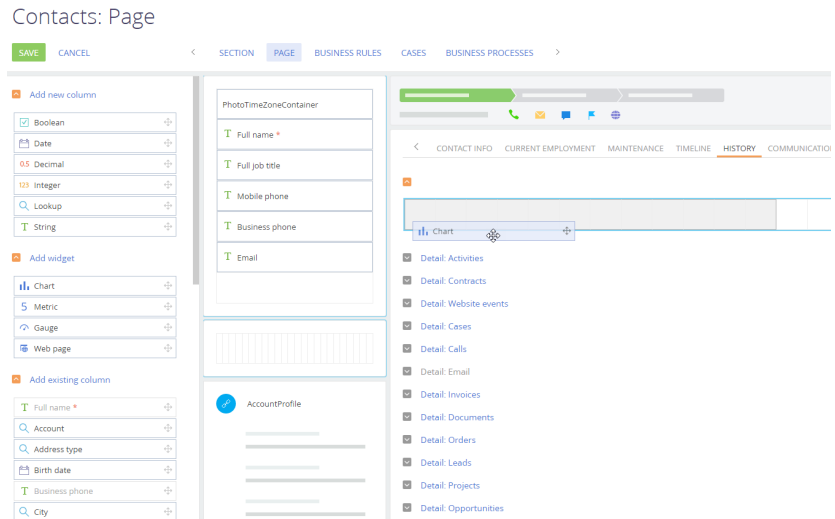 Contacts: Page
SAVE
CANCEL
SECTION
PAGE
BUSINESS RULES
CASES
BUSINESS PROCESSES
Add new column
Boolean
Date
0.5 Decimal
123 Integer
Lookup
T String
Add widget
Chart
5 Metric
Gauge
Web page
Add existing column
T Full name *
Account
Address type
Birth date
T Business phone
City
PhotoTimeZoneContainer
T Full name *
T Full job title
T Mobile phone
T Business phone
T Email
AccountProfile
CONTACT INFO
CURRENT EMPLOYMENT
MAINTENANCE
TIMELINE
HISTORY
COMMUNICATIO
Chart
Detail: Activities
Detail: Contracts
Detail: Website events
Detail: Cases
Detail: Calls
Detail: Email
Detail: Invoices
Detail: Documents
Detail: Orders
Detail: Leads
Detail: Projects
Detail: Opportunities